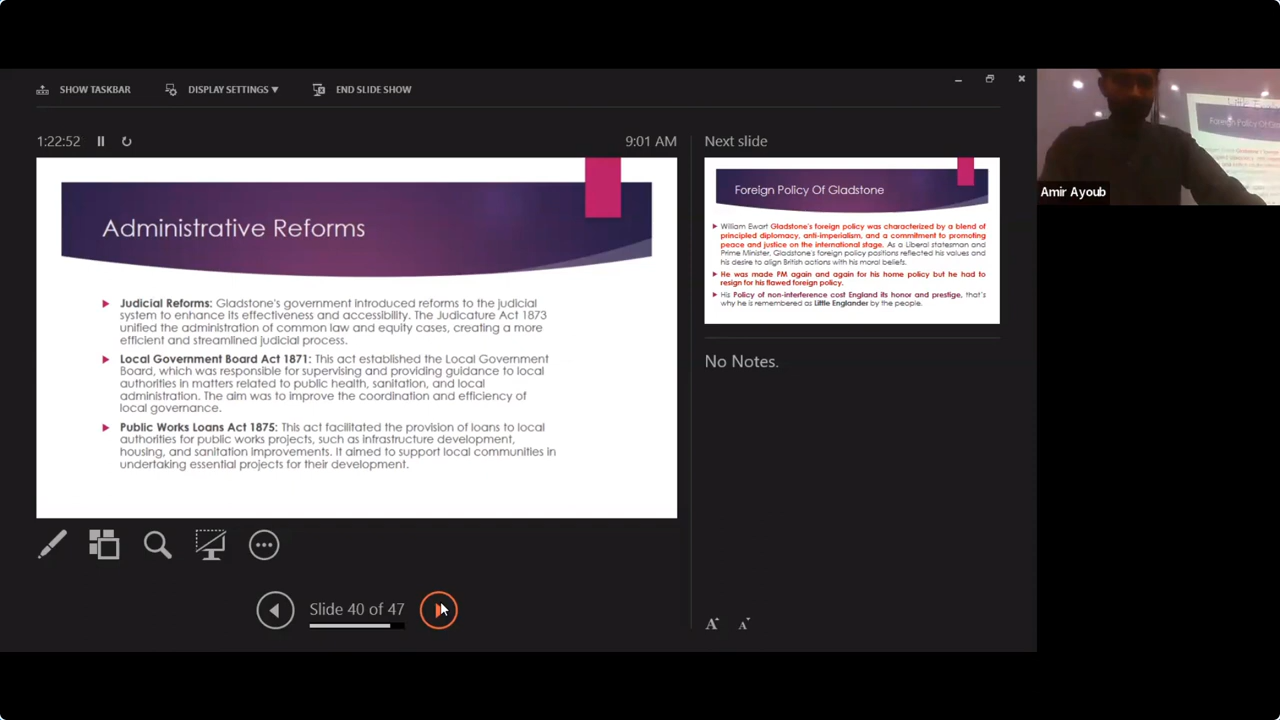 SHOW TASKBAR
DISPLAY SETTINGS ▼
END SLIDE SHOW
1:22:52
9:01 AM
Administrative Reforms
Judicial Reforms: Gladstone's government introduced reforms to the judicial
system to enhance its effectiveness and accessibility. The Judicature Act 1873
unified the administration of common law and equity cases, creating a more
efficient and streamlined judicial process.
Local Government Board Act 1871: This act established the Local Government
Board, which was responsible for supervising and providing guidance to local
authorities in matters related to public health, sanitation, and local
administration. The aim was to improve the coordination and efficiency of
local governance.
Public Works Loans Act 1875: This act facilitated the provision of loans to local
authorities for public works projects, such as infrastructure development,
housing, and sanitation improvements. It aimed to support local communities in
undertaking essential projects for their development.
Slide 40 of 47
Next slide
Foreign Policy Of Gladstone
William Ewart Gladstone's foreign policy was characterized by a blend of
principled diplomacy, anti-imperialism, and a commitment to promoting
peace and justice on the international stage. As a Liberal statesman and
Prime Minister, Gladstone's foreign policy positions reflected his values and
his desire to align British actions with his moral beliefs.
He was made PM again and again for his home policy but he had to
resign for his flawed foreign policy.
His Policy of non-interference cost England its honor and prestige, that's
why he is remembered as Little Englander by the people.
No Notes.
A A
Amir Ayoub
Foreign Policy Of